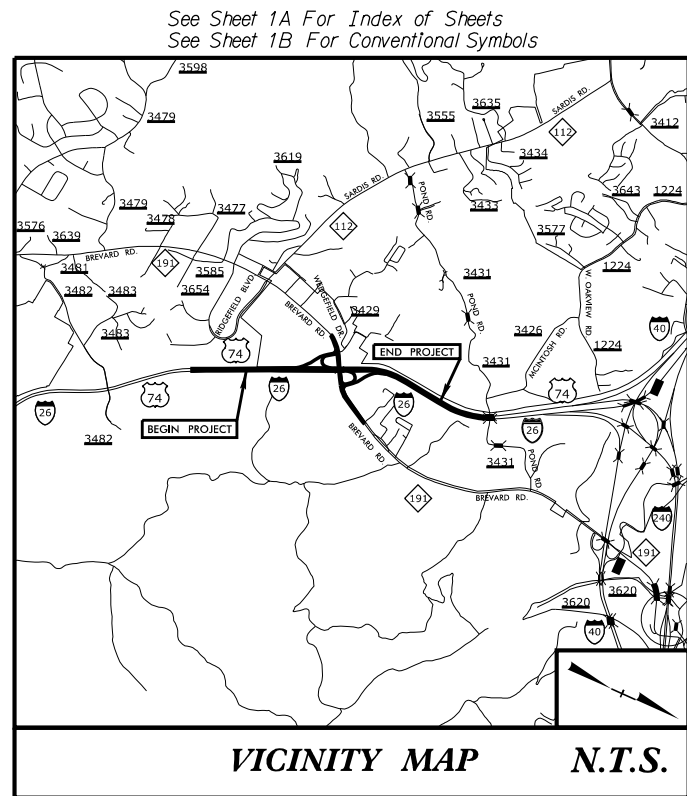 See Sheet 1A For Index of Sheets
See Sheet 1B For Conventional Symbols
3598
3479
3555
3635
SARDIS RD.
112
3412
3434
3619
SARDIS RD.
POND RD
3643
1224
3479
3478
3477
3433
3576
3639
112
3577
BREVARD RD.
191
3481
3585
3431
1224
3482
3483
3654
RIDGEFIELD BLVD
WEDGEFIELD DR.
BREVARD RD.
3429
POND RD.
W. OAKVIEW RD
40
3483
3426
MCINTOSH RD.
1224
74
END PROJECT
3431
74
26
74
BEGIN PROJECT
26
26
26
3482
BREVARD RD.
3431
POND RD.
191
BREVARD RD.
240
191
3620
3620
40
VICINITY MAP
N.T.S.